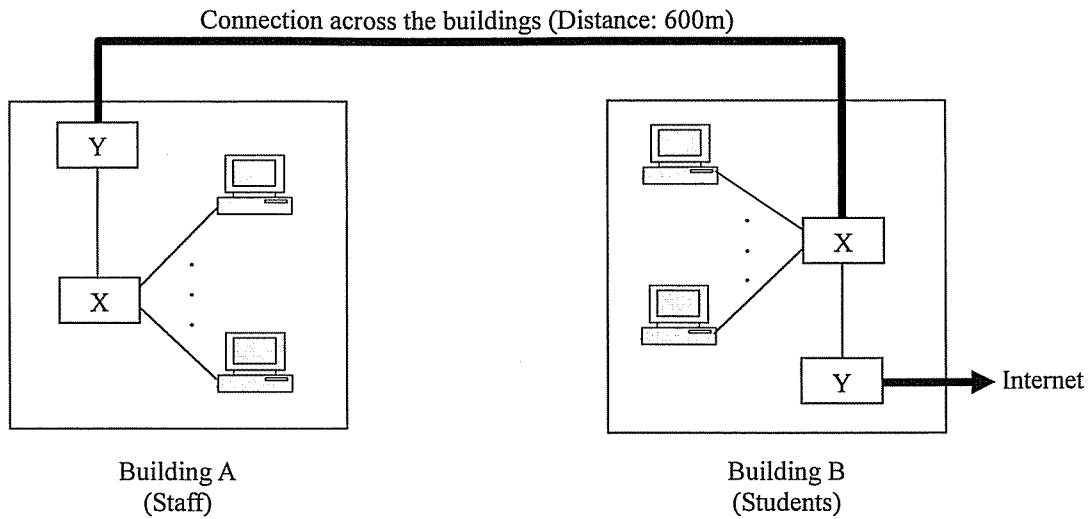 Connection across the buildings (Distance: 600m)
Y
X
X
Y
Internet
Building A
(Staff)
Building B
(Students)